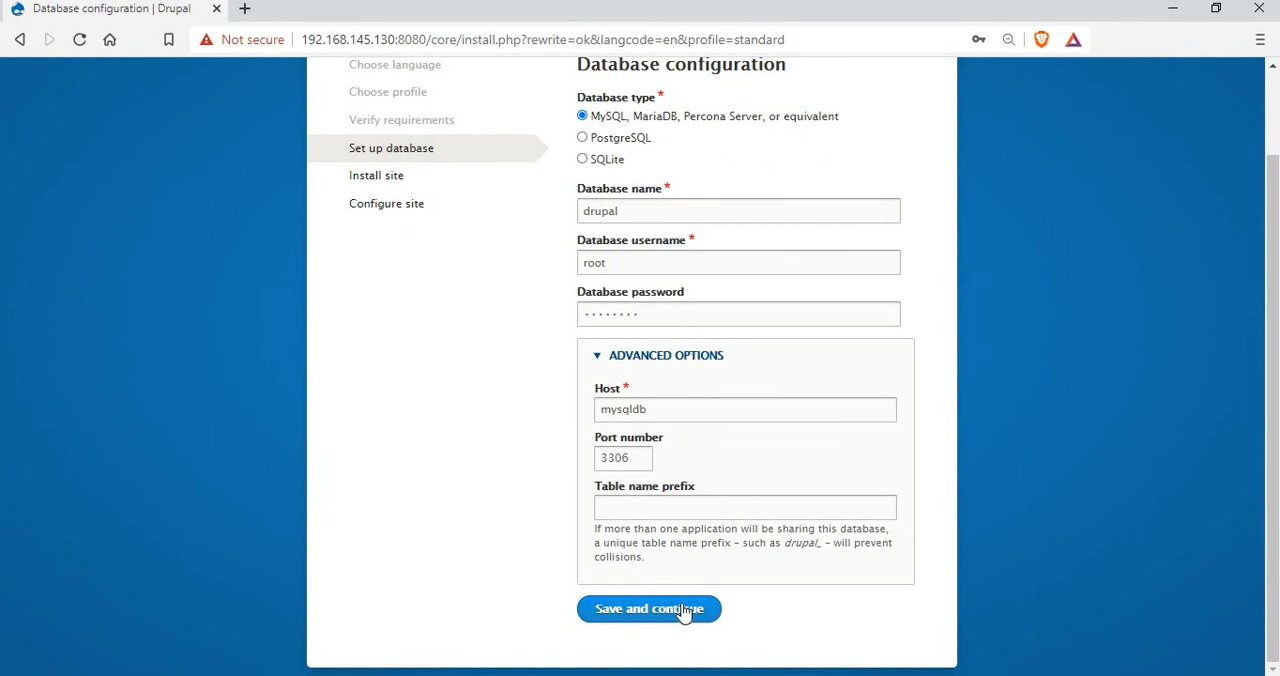 Database configuration | Drupal
Not secure
192.168.145.130:8080/core/install.php?rewrite=ok&langcode=en&profile=standard
Choose language
Choose profile
Verify requirements
Set up database
Install site
Configure site
Database configuration
Database type*
MySQL, MariaDB, Percona Server, or equivalent
PostgreSQL
SQLite
Database name*
drupal
Database username*
root
Database password
········
▼ ADVANCED OPTIONS
Host*
mysqldb
Port number
3306
Table name prefix
If more than one application will be sharing this database,
a unique table name prefix – such as drupal_ – will prevent
collisions.
Save and continue